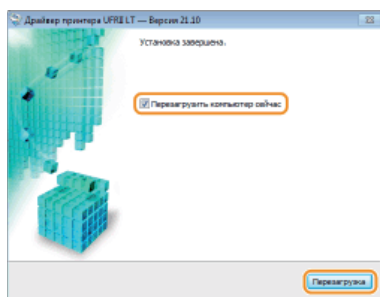 Драйвер принтера UFRII LT — Версия 21.10
Установка завершена.
Перезагрузить компьютер сейчас
Перезагрузка